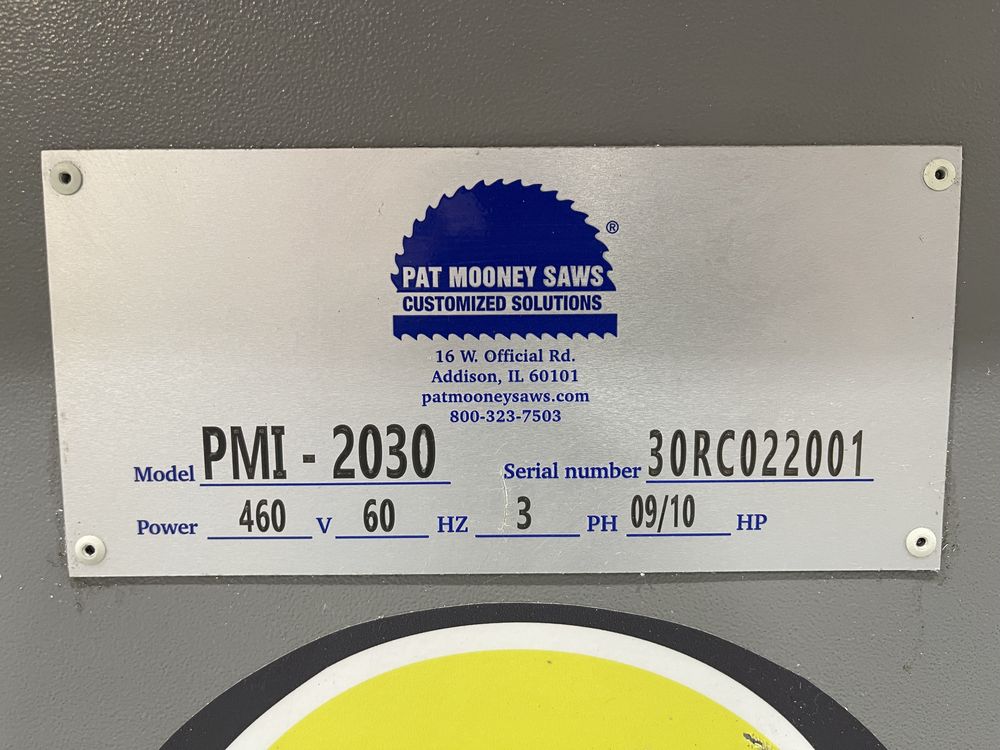 ®
PAT MOONEY SAWS
CUSTOMIZED SOLUTIONS
16 W. Official Rd.
Addison, IL 60101
patmooneysaws.com
800-323-7503
Model PMI - 2030 Serial number 30RC022001
Power 460 V 60 HZ 3 PH 09/10 HP